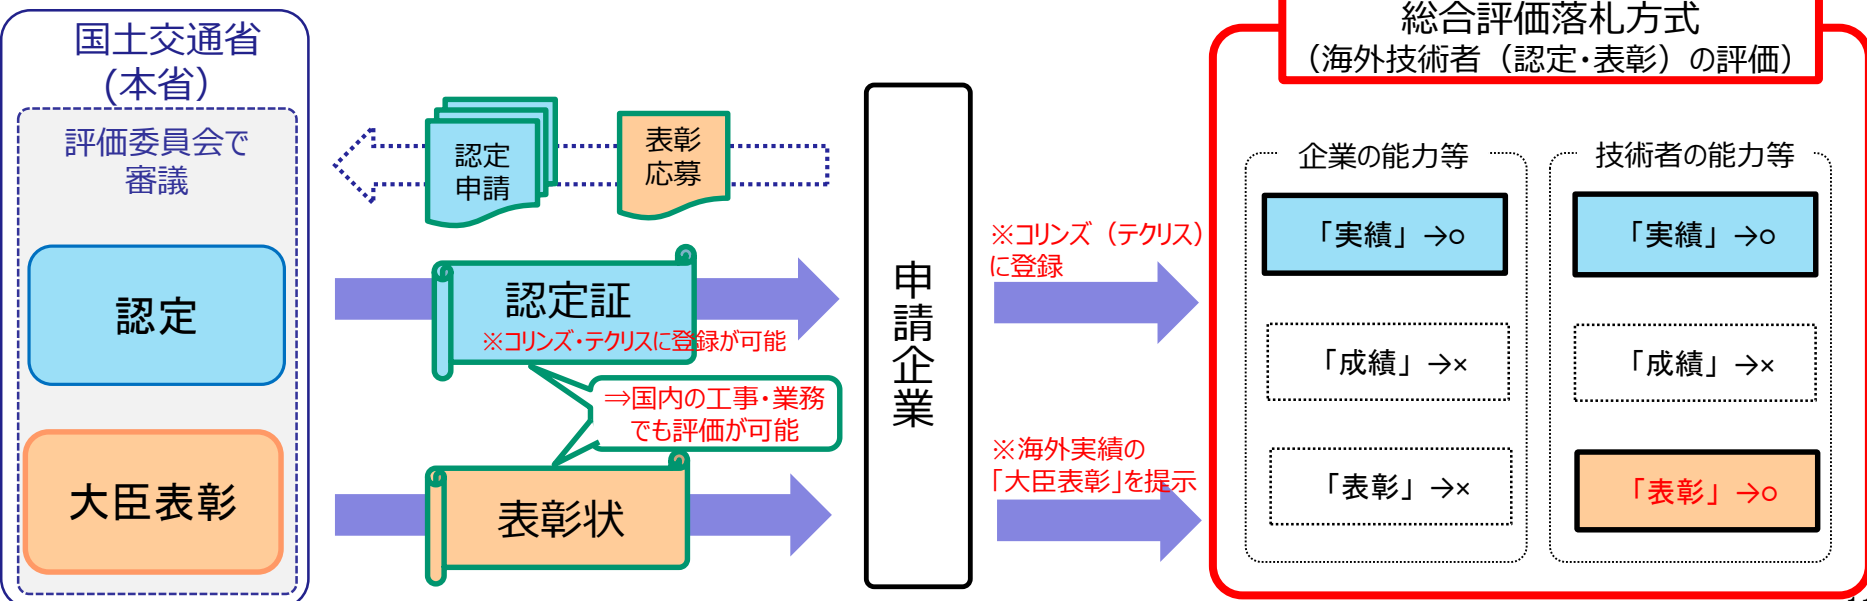 国土交通省
(本省)
評価委員会で
審議
認定
大臣表彰
認定
申請
表彰
応募
認定証
※コリンズ・テクリスに登録が可能
⇒国内の工事・業務
でも評価が可能
表彰状
申請企業
※コリンズ（テクリス）
に登録
※海外実績の
「大臣表彰」を提示
総合評価落札方式
（海外技術者（認定・表彰）の評価）
企業の能力等
「実績」→○
「成績」→×
「表彰」→×
技術者の能力等
「実績」→○
「成績」→×
「表彰」→○